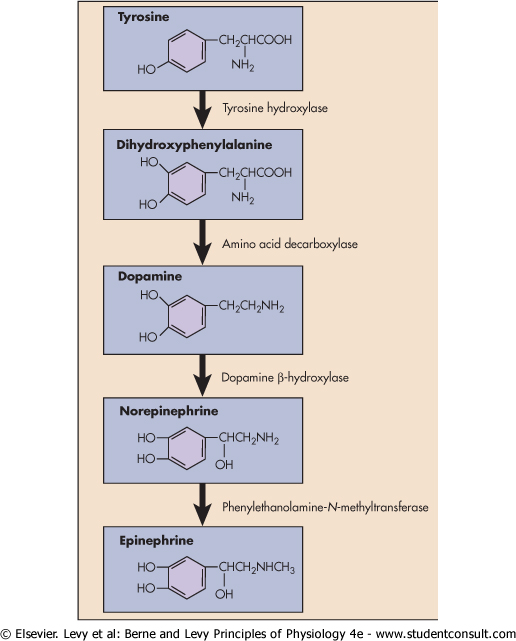 Tyrosine
CH₂CHCOOH
NH₂
HO
Tyrosine hydroxylase
Dihydroxyphenylalanine
HO
CH₂CHCOOH
NH₂
HO
Amino acid decarboxylase
Dopamine
HO
CH₂CH₂NH₂
HO
Dopamine β-hydroxylase
Norepinephrine
HO
CHCH₂NH₂
HO
OH
Phenylethanolamine-N-methyltransferase
Epinephrine
HO
CHCH₂NHCH₃
HO
OH
© Elsevier. Levy et al: Berne and Levy Principles of Physiology 4e - www.studentconsult.com